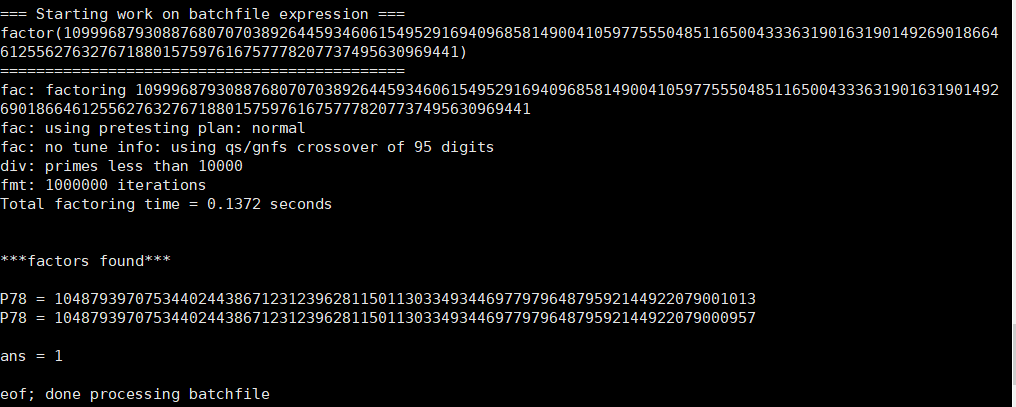 === Starting work on batchfile expression ===
factor(109996879308876807070389264459346061549529169409685814900410597755504851165004333631901631901492690186646125562763276718801575976167577782077374956309694 41)
==============================================
fac: factoring 10999687930887680707038926445934606154952916940968581490041059775550485116500433363190163190149269018664612556276327671880157597616757778207737495630969441
fac: using pretesting plan: normal
fac: no tune info: using qs/gnfs crossover of 95 digits
div: primes less than 10000
fmt: 1000000 iterations
Total factoring time = 0.1372 seconds
***factors found***
P78 = 104879397075344024438671231239628115011303349344697797964879592144922079001013
P78 = 104879397075344024438671231239628115011303349344697797964879592144922079000957
ans = 1
eof; done processing batchfile